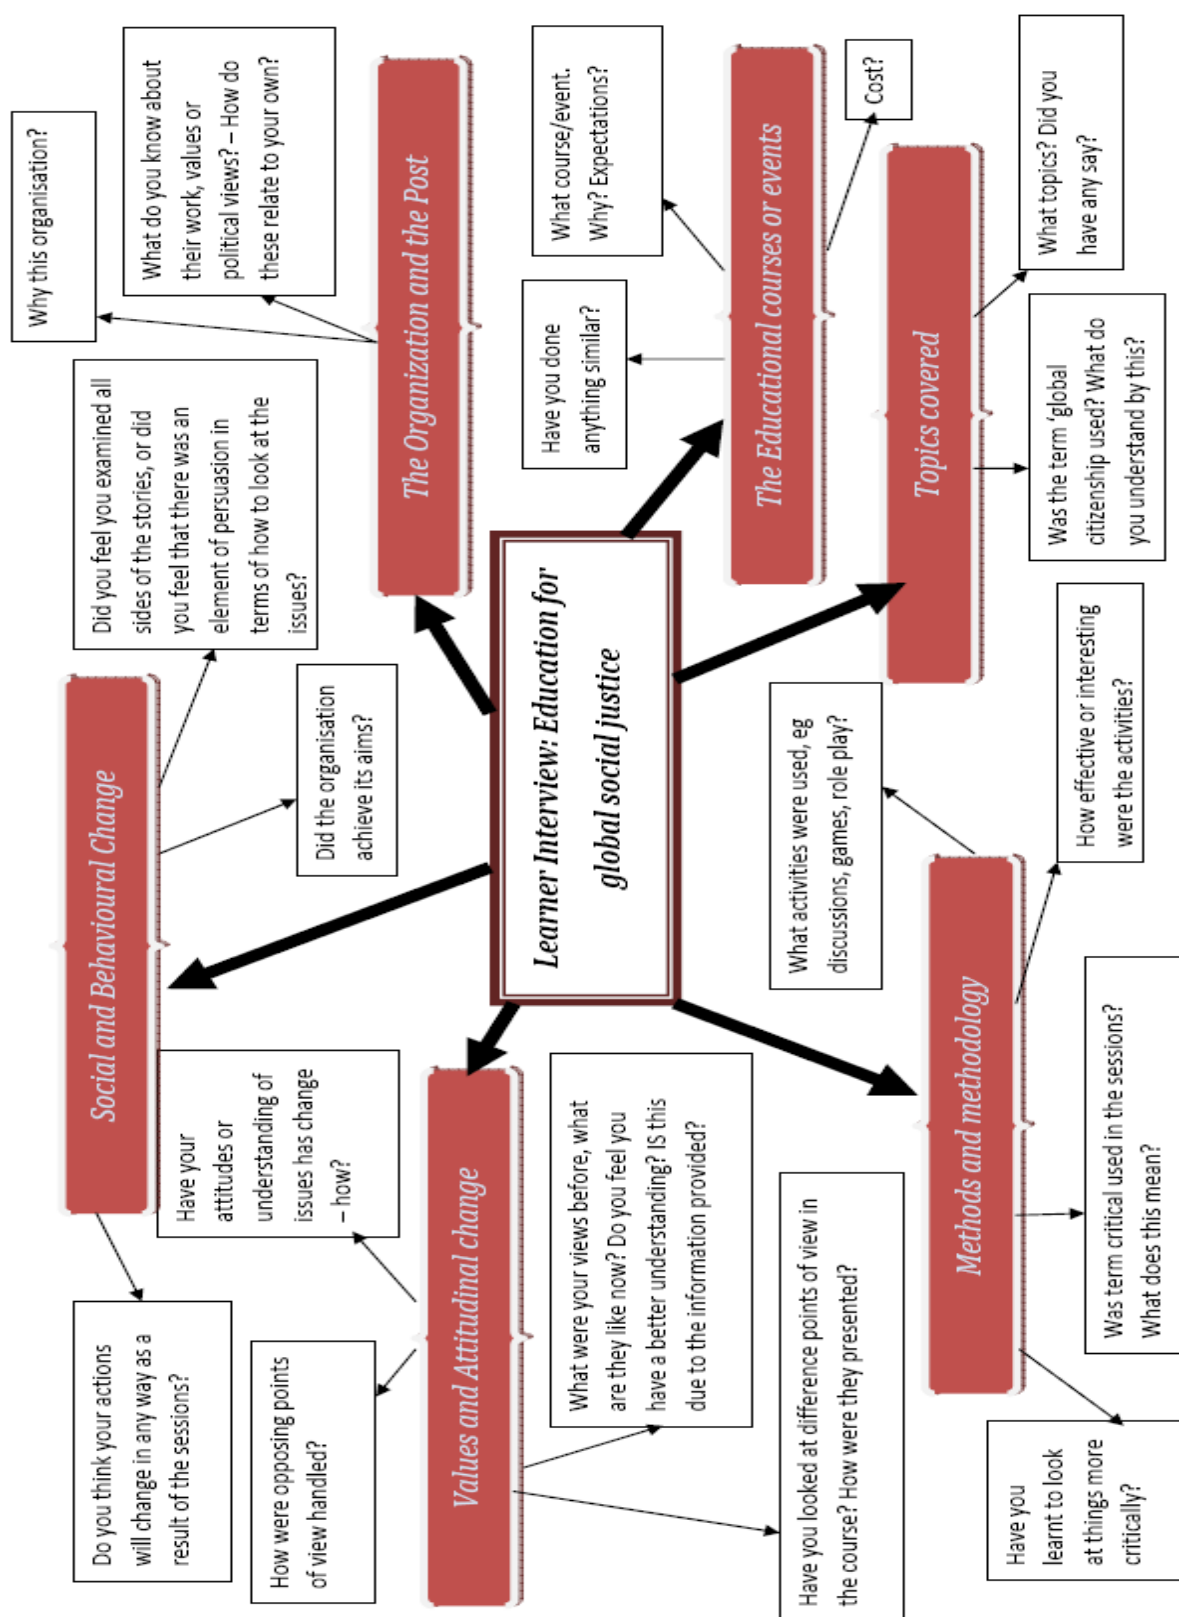 Do you think your actions
will change in any way as a
result of the sessions?
Social and Behavioural Change
Did you feel you examined all
sides of the stories, or did
you feel that there was an
element of persuasion in
terms of how to look at the
issues?
Did the organisation
achieve its aims?
Why this organisation?
What do you know about
their work, values or
political views? – How do
these relate to your own?
The Organization and the Post
How were opposing points
of view handled?
Have your
attitudes or
understanding of
issues has change
– how?
Values and Attitudinal change
What were your views before, what
are they like now? Do you feel you
have a better understanding? IS this
due to the information provided?
Have you looked at difference points of view in
the course? How were they presented?
Learner Interview: Education for
global social justice
Have you done
anything similar?
What course/event.
Why? Expectations?
The Educational courses or events
Cost?
Topics covered
What topics? Did you
have any say?
Was the term ‘global
citizenship used? What do
you understand by this?
What activities were used, eg
discussions, games, role play?
Methods and methodology
How effective or interesting
were the activities?
Was term critical used in the sessions?
What does this mean?
Have you
learnt to look
at things more
critically?